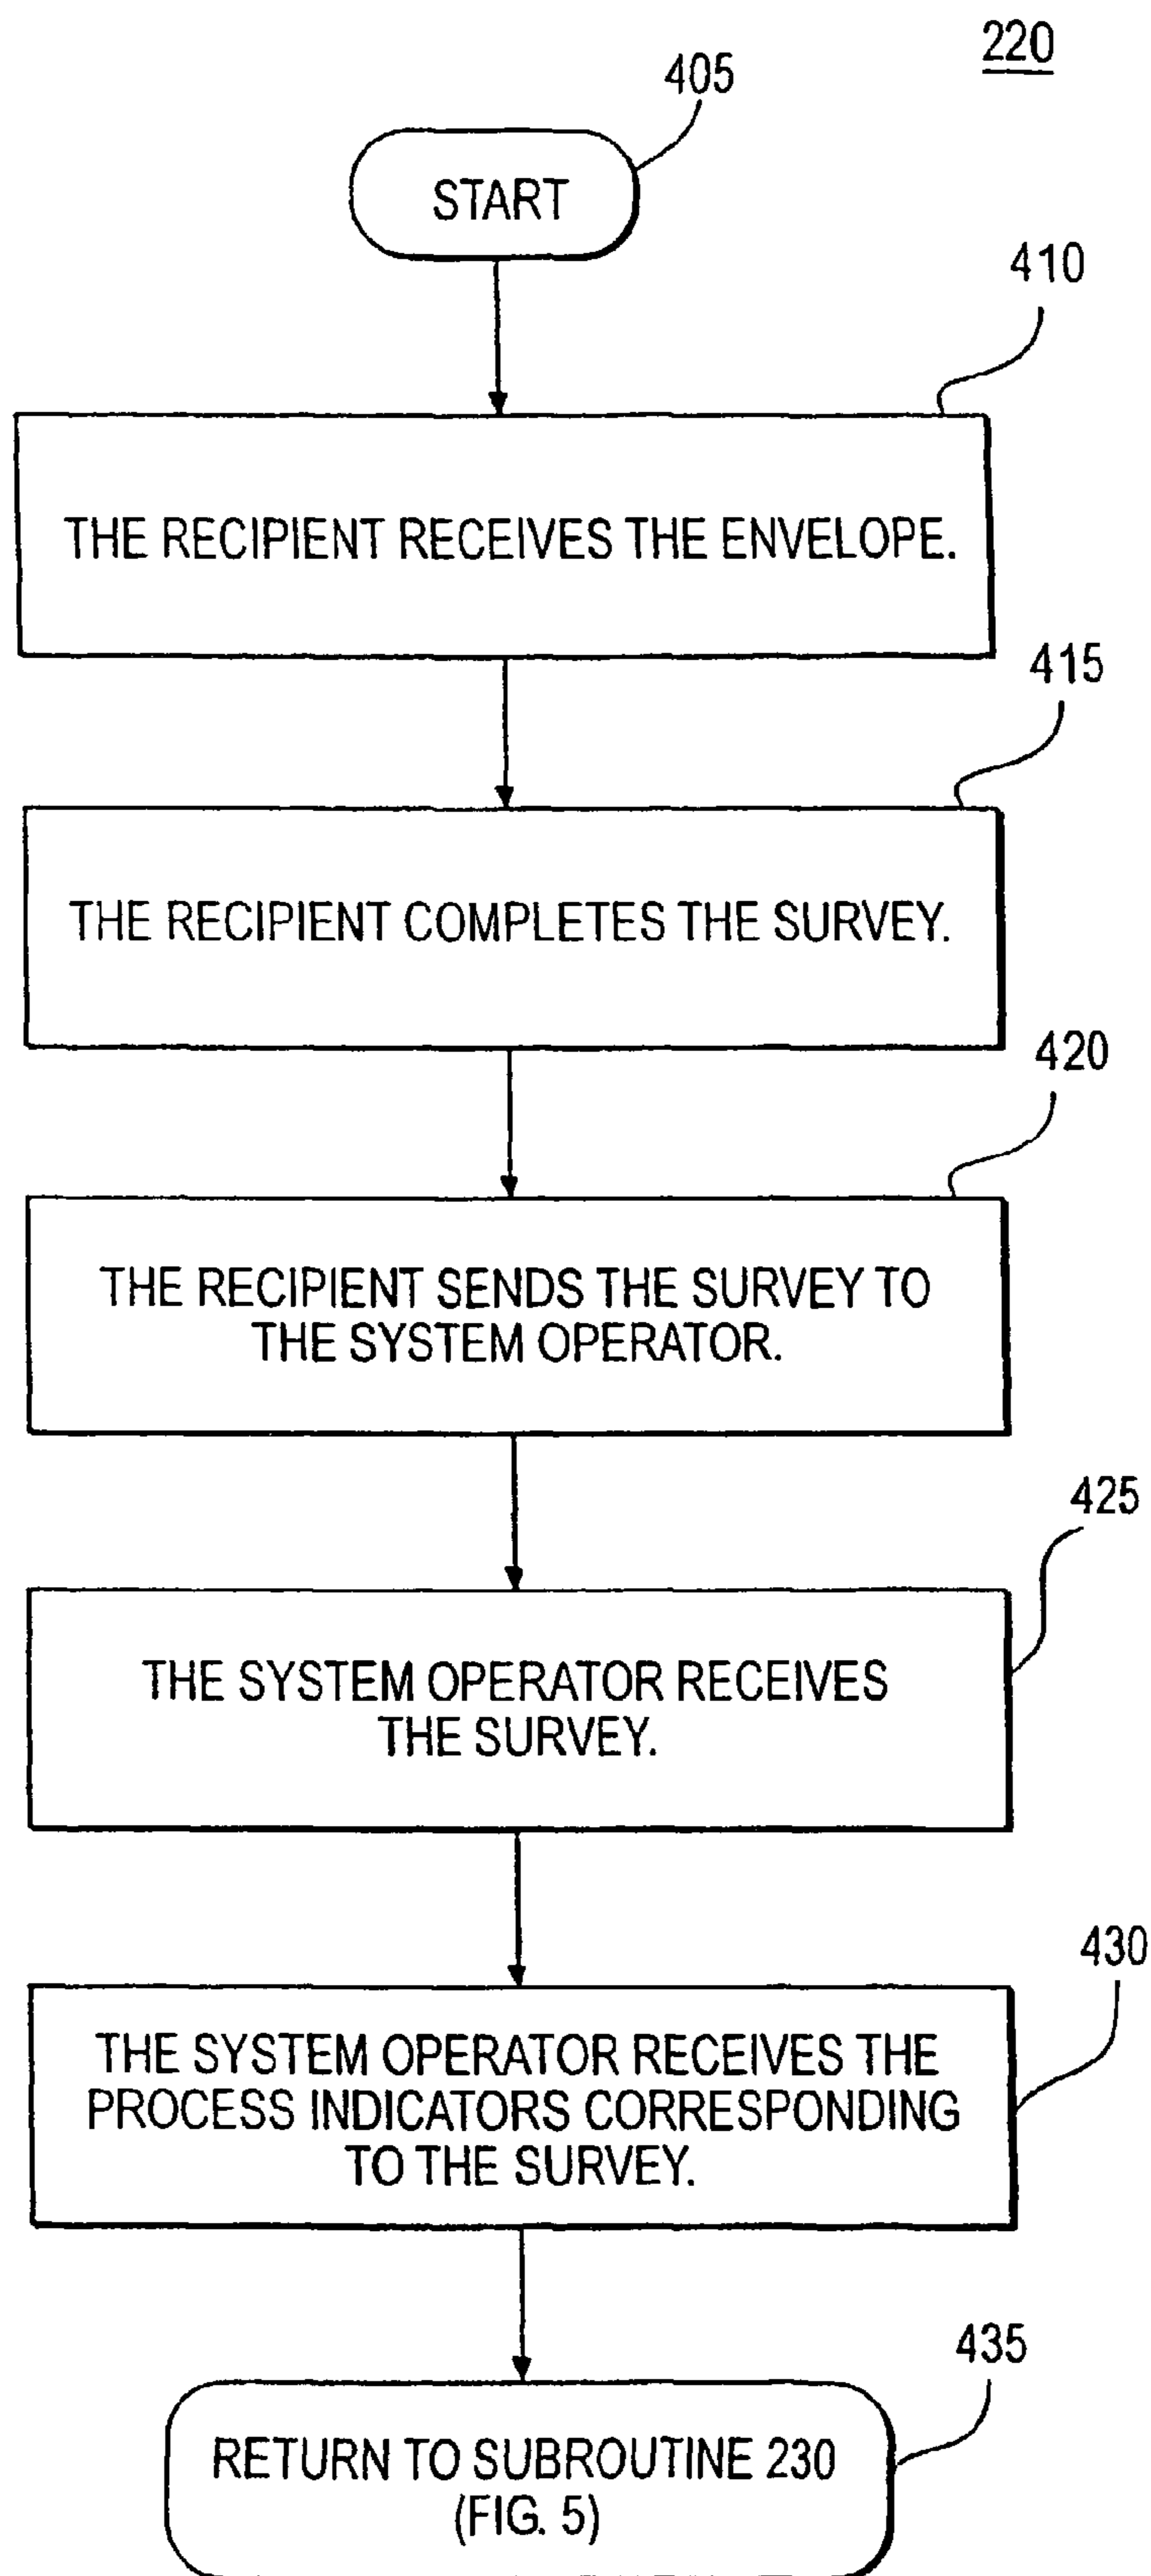 220
405
START
410
THE RECIPIENT RECEIVES THE ENVELOPE.
415
THE RECIPIENT COMPLETES THE SURVEY.
420
THE RECIPIENT SENDS THE SURVEY TO
THE SYSTEM OPERATOR.
425
THE SYSTEM OPERATOR RECEIVES
THE SURVEY.
430
THE SYSTEM OPERATOR RECEIVES THE
PROCESS INDICATORS CORRESPONDING
TO THE SURVEY.
435
RETURN TO SUBROUTINE 230
(FIG. 5)